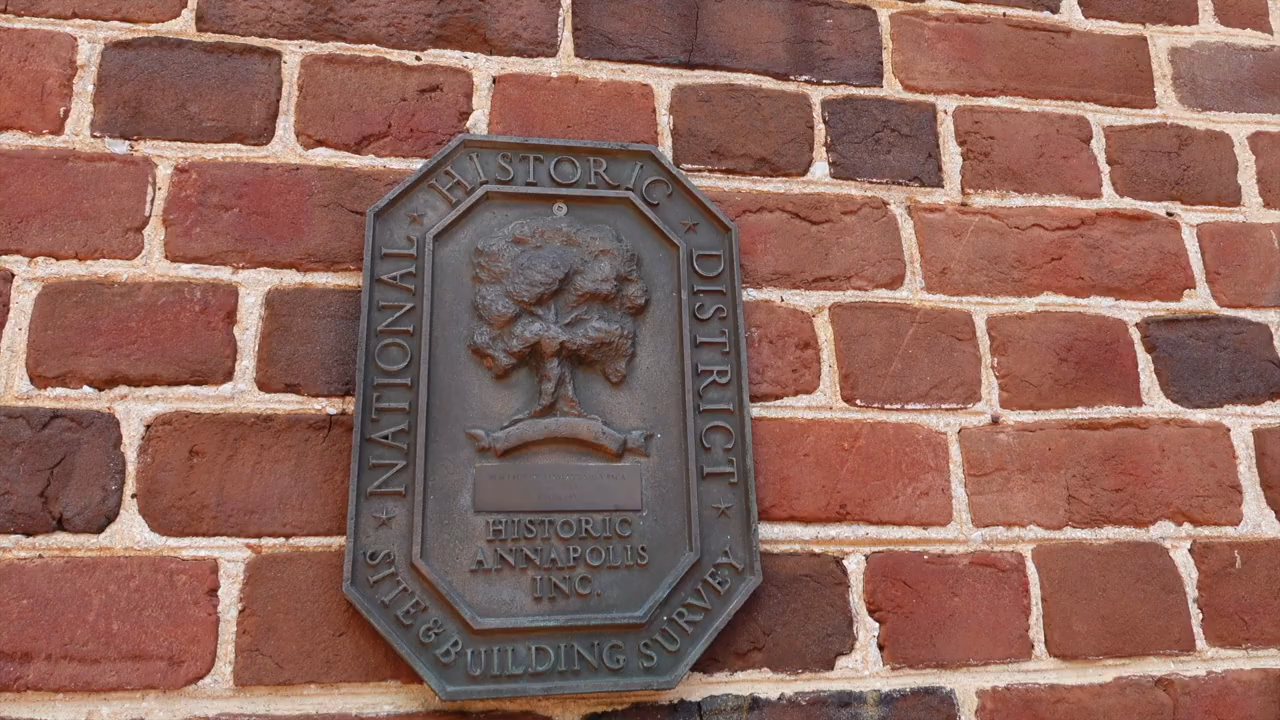 NATIONAL HISTORIC DISTRICT
SITE & BUILDING SURVEY
HISTORIC
ANNAPOLIS
INC.